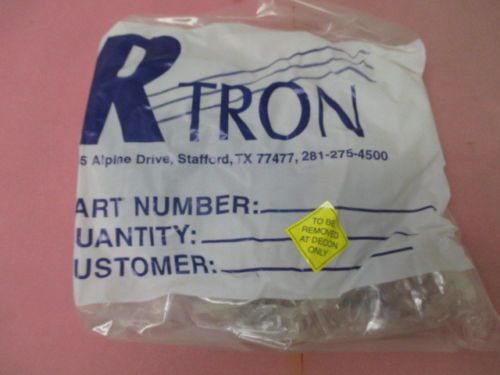 R TRON
5 Alpine Drive, Stafford, TX 77477, 281-275-4500
ART NUMBER:
UANTITY:
USTOMER:
TO BE
REMOVED
AT DECON
ONLY